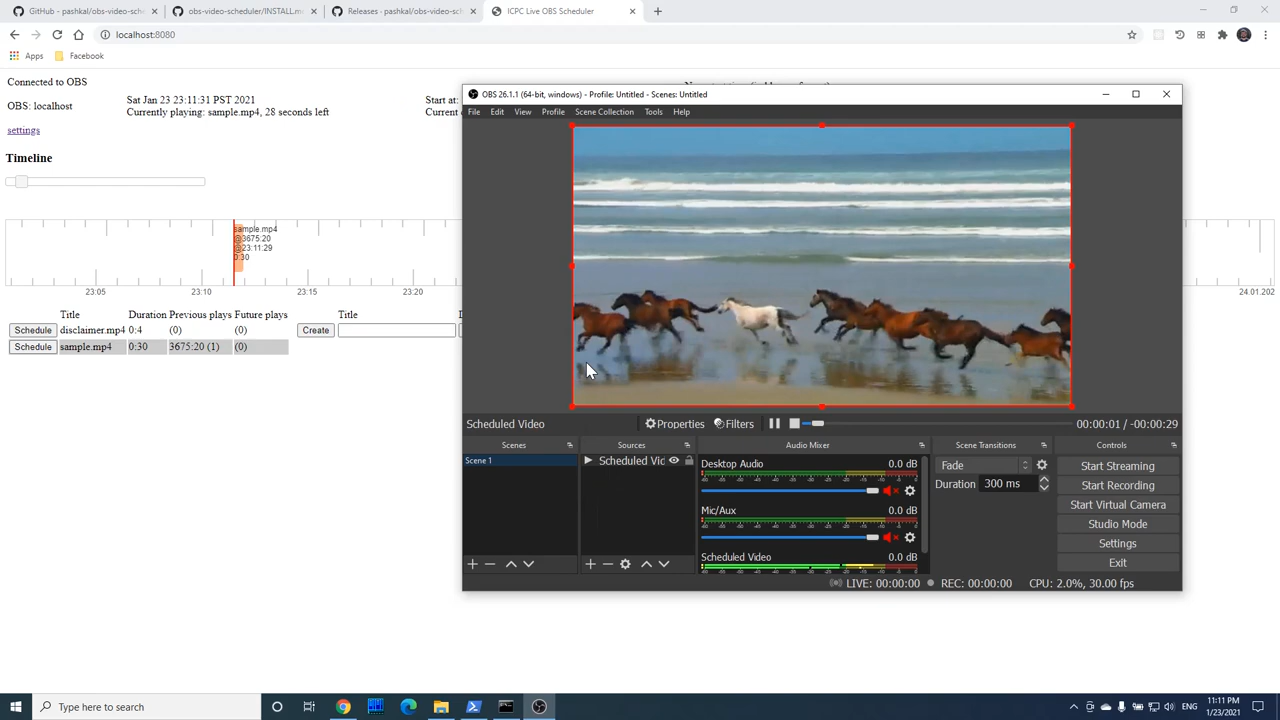 GitHub - pashkal/obs-video-sche
obs-video-scheduler/INSTALL.m
Releases - pashkal/obs-video-sc
ICPC Live OBS Scheduler
localhost:8080
Apps
Facebook
Connected to OBS
OBS: localhost
Sat Jan 23 23:11:31 PST 2021
Currently playing: sample.mp4, 28 seconds left
Start at:
settings
Timeline
sample.mp4
@3675:20
@23:11:29
0:30
23:05
23:10
23:15
23:20
24.01.202
Title
Duration
Previous plays
Future plays
Title
Schedule
disclaimer.mp4
0:4
(0)
(0)
Create
Schedule
sample.mp4
0:30
3675:20 (1)
(0)
OBS 26.1.1 (64-bit, windows) - Profile: Untitled - Scenes: Untitled
File
Edit
View
Profile
Scene Collection
Tools
Help
Scheduled Video
Properties
Filters
00:00:01 / -00:00:29
Scenes
Sources
Audio Mixer
Scene Transitions
Controls
Scene 1
Scheduled Vid
Desktop Audio
0.0 dB
Mic/Aux
0.0 dB
Scheduled Video
0.0 dB
Fade
Duration
300 ms
Start Streaming
Start Recording
Start Virtual Camera
Studio Mode
Settings
Exit
LIVE: 00:00:00
REC: 00:00:00
CPU: 2.0%, 30.00 fps
Type here to search
ENG
11:11 PM
1/23/2021